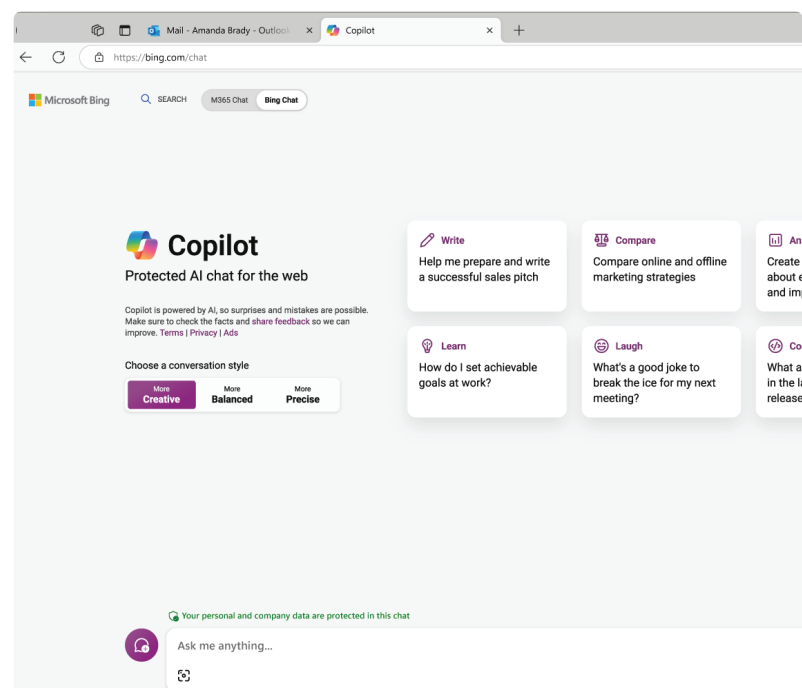 Mail - Amanda Brady - Outlook
Copilot
https://bing.com/chat
Microsoft Bing
SEARCH
M365 Chat
Bing Chat
Copilot
Protected AI chat for the web
Copilot is powered by AI, so surprises and mistakes are possible.
Make sure to check the facts and share feedback so we can
improve. Terms | Privacy | Ads
Choose a conversation style
More
Creative
More
Balanced
More
Precise
Write
Help me prepare and write
a successful sales pitch
Compare
Compare online and offline
marketing strategies
Create
about
and
Learn
How do I set achievable
goals at work?
Laugh
What's a good joke to
break the ice for my next
meeting?
What a
in the
release
Your personal and company data are protected in this chat
Ask me anything...